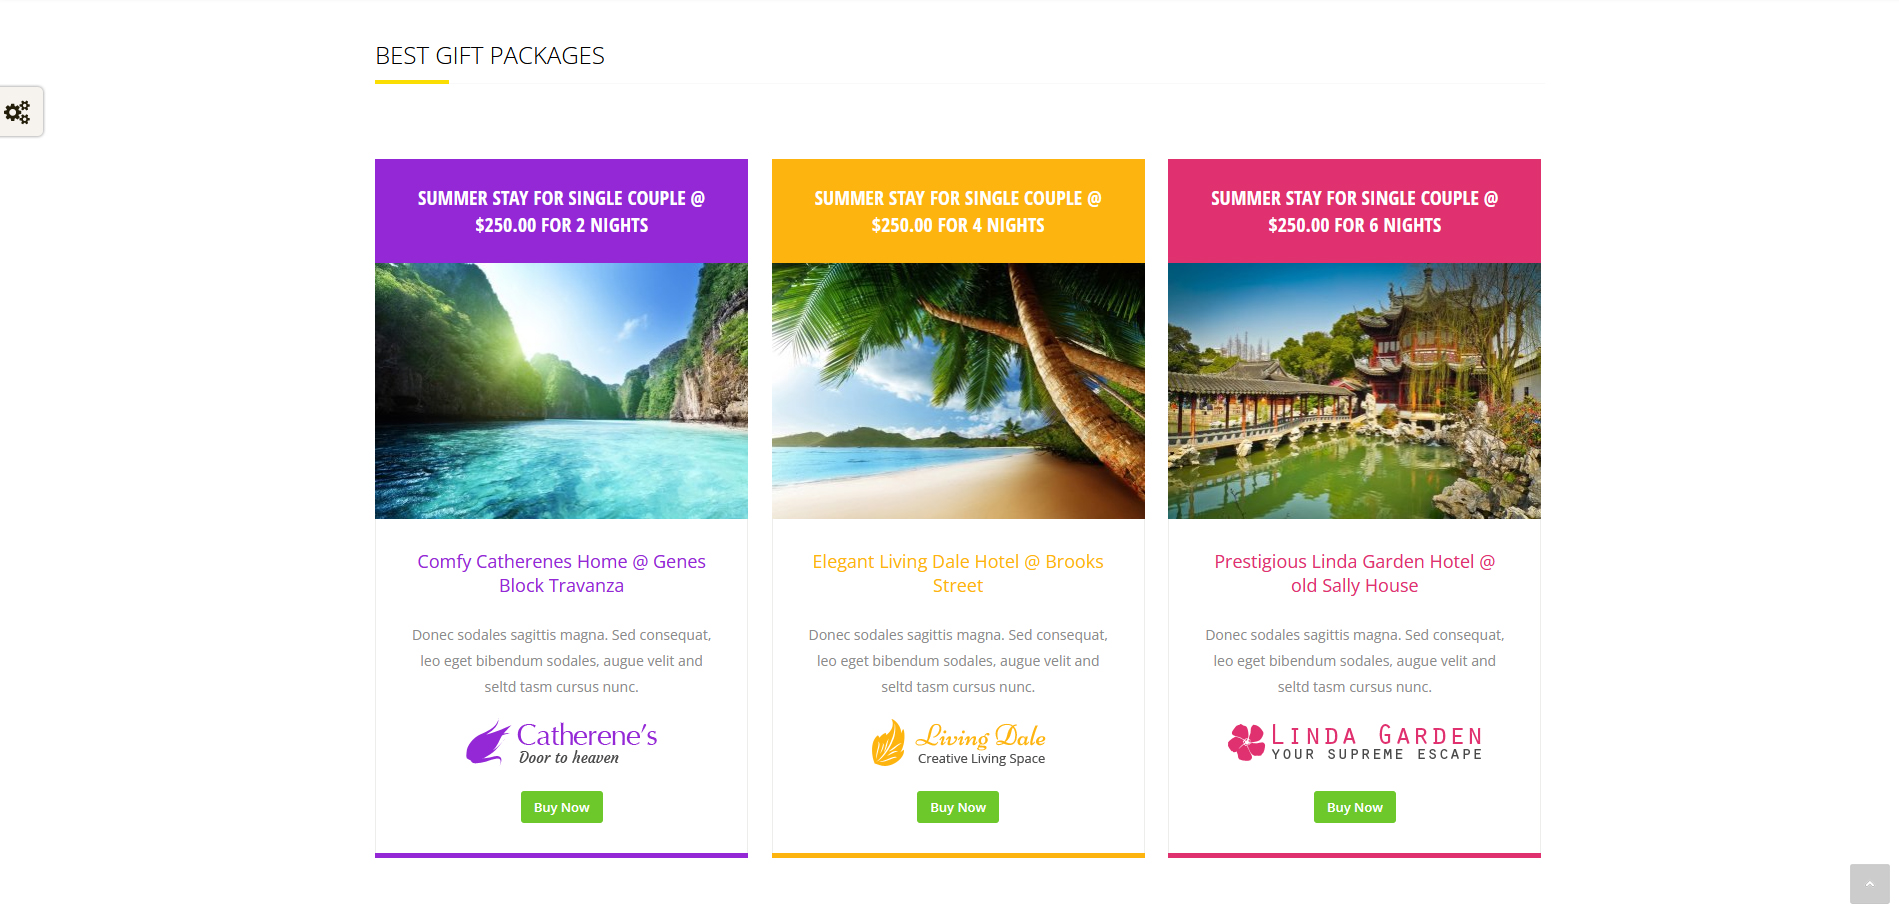 BEST GIFT PACKAGES
SUMMER STAY FOR SINGLE COUPLE @
$250.00 FOR 2 NIGHTS
Comfy Catherenes Home @ Genes
Block Travanza
Donec sodales sagittis magna. Sed consequat,
leo eget bibendum sodales, augue velit and
seltd tasm cursus nunc.
Catherene's
Door to heaven
Buy Now
SUMMER STAY FOR SINGLE COUPLE @
$250.00 FOR 4 NIGHTS
Elegant Living Dale Hotel @ Brooks
Street
Donec sodales sagittis magna. Sed consequat,
leo eget bibendum sodales, augue velit and
seltd tasm cursus nunc.
Living Dale
Creative Living Space
Buy Now
SUMMER STAY FOR SINGLE COUPLE @
$250.00 FOR 6 NIGHTS
Prestigious Linda Garden Hotel @
old Sally House
Donec sodales sagittis magna. Sed consequat,
leo eget bibendum sodales, augue velit and
seltd tasm cursus nunc.
LINDA GARDEN
YOUR SUPREME ESCAPE
Buy Now